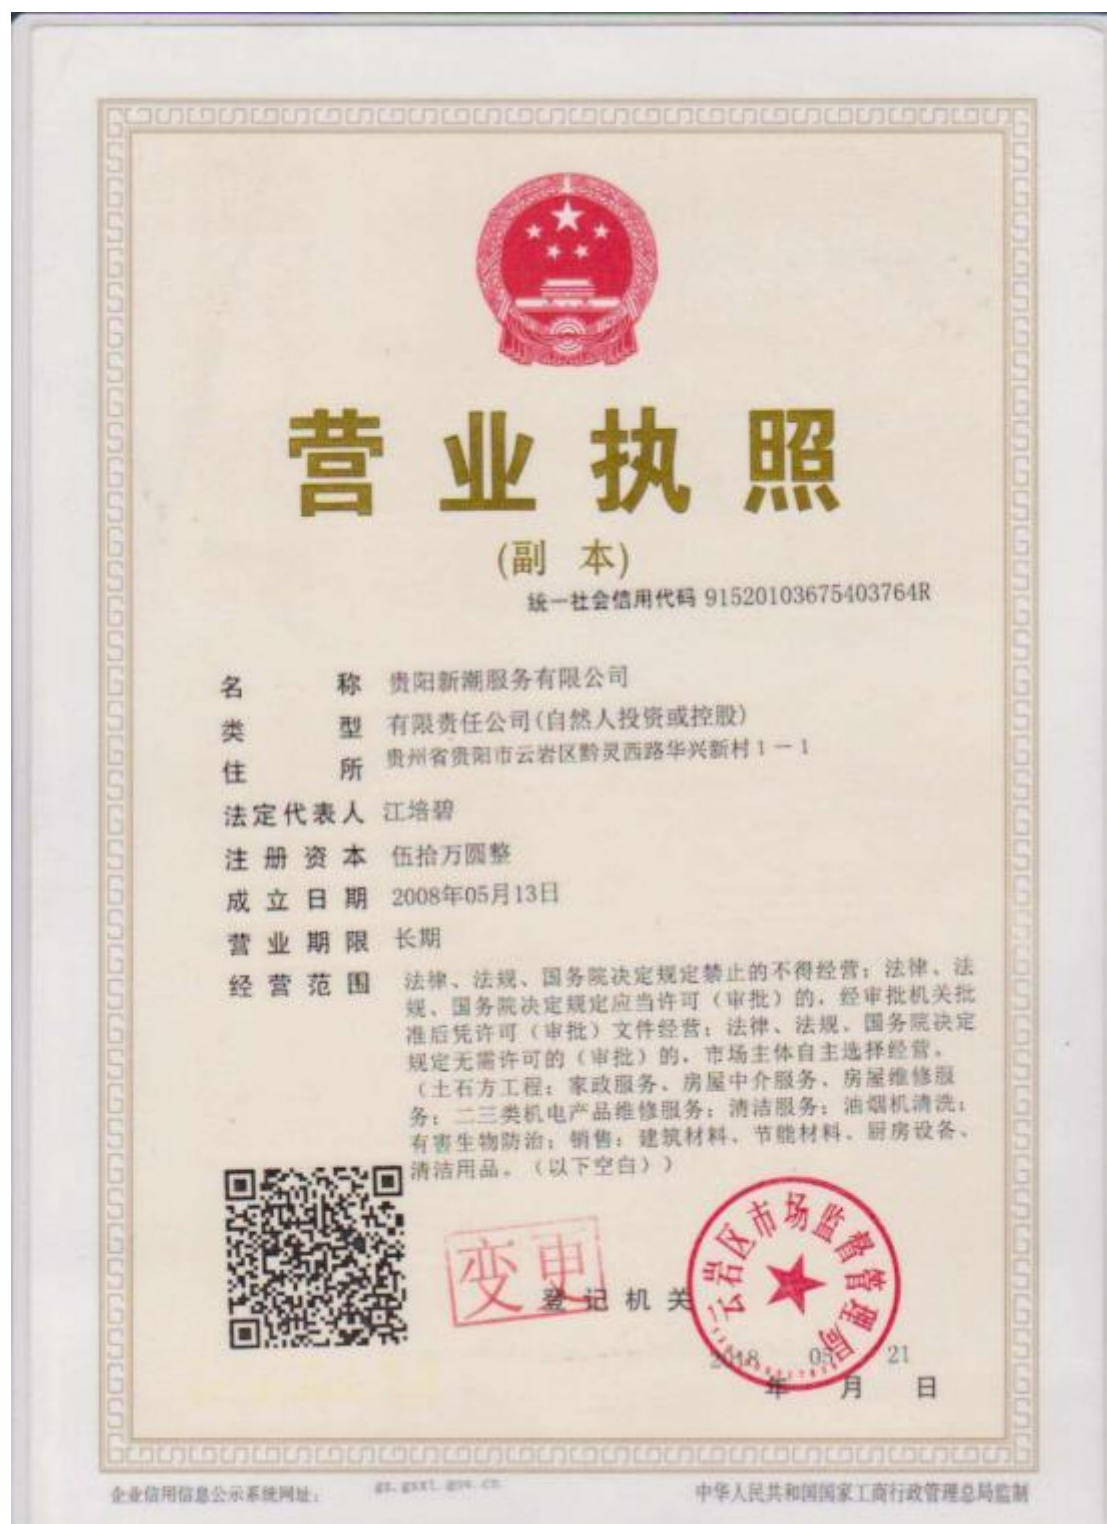 营业执照
(副 本)
统一社会信用代码 91520103675403764R
名 称 贵阳新潮服务有限公司
类 型 有限责任公司(自然人投资或控股)
住 所 贵州省贵阳市云岩区黔灵西路华兴新村1－1
法定代表人 江培碧
注册资本 伍拾万圆整
成立日期 2008年05月13日
营业期限 长期
经营范围 法律、法规、国务院决定规定禁止的不得经营；法律、法
规、国务院决定规定应当许可（审批）的，经审批机关批
准后凭许可（审批）文件经营；法律、法规、国务院决定
规定无需许可的（审批）的，市场主体自主选择经营。
（土石方工程；家政服务、房屋中介服务、房屋维修服
务；二三类机电产品维修服务；清洁服务；油烟机清洗；
有害生物防治；销售：建筑材料、节能材料、厨房设备、
清洁用品。（以下空白））
云岩区市场监督管理局
变更
登记机关
2018 05 21
年 月 日
企业信用信息公示系统网址： gz.gsxt.gov.cn
中华人民共和国国家工商行政管理总局监制